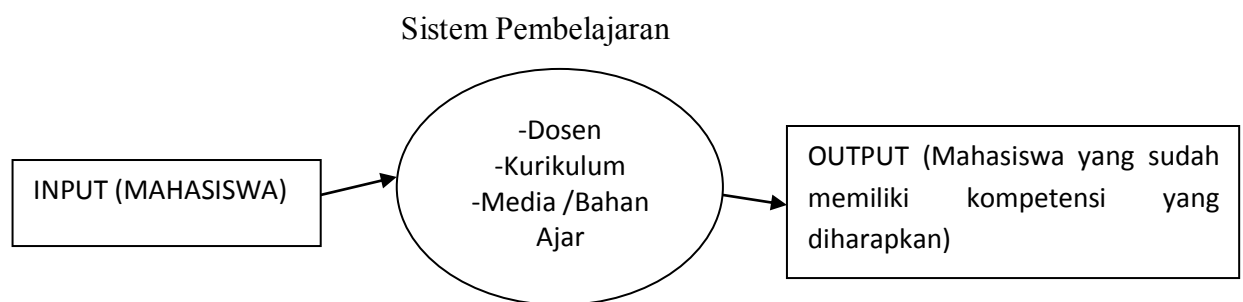 Sistem Pembelajaran
INPUT (MAHASISWA)
-Dosen
-Kurikulum
-Media /Bahan
Ajar
OUTPUT (Mahasiswa yang sudah
memiliki kompetensi yang
diharapkan)